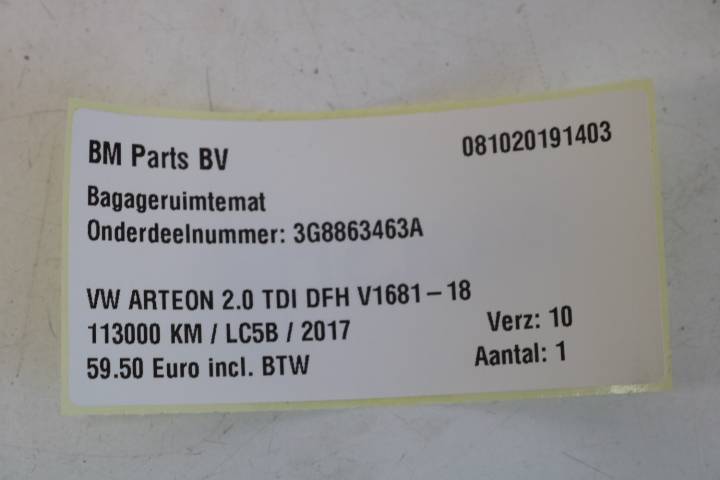 BM Parts BV 081020191403
Bagageruimtemat
Onderdeelnummer: 3G8863463A
VW ARTEON 2.0 TDI DFH V1681-18
113000 KM / LC5B / 2017 Verz: 10
59.50 Euro incl. BTW Aantal: 1